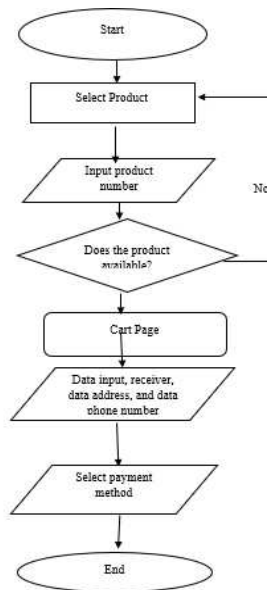 Start
Select Product
Input product
number
No
Does the product
available?
Cart Page
Data input, receiver,
data address, and data
phone number
Select payment
method
End